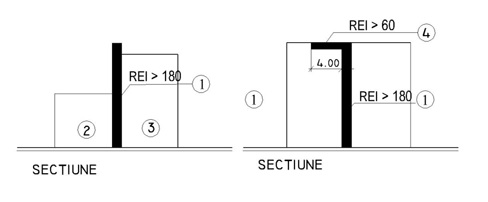 REI > 180
1
2
3
SECTIUNE
REI > 60
4
4.00
1
REI > 180
1
SECTIUNE